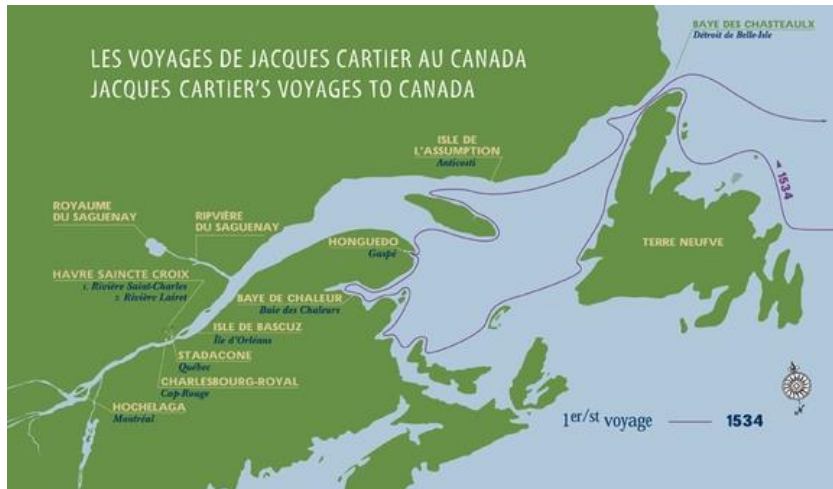 BAYE DES CHASTEAULX
Détroit de Belle-Isle
LES VOYAGES DE JACQUES CARTIER AU CANADA
JACQUES CARTIER'S VOYAGES TO CANADA
ISLE DE
L'ASSUMPTION
Anticosti
1534
ROYAUME
DU SAGUENAY
RIPVIÈRE
DU SAGUENAY
HONGUEDO
Gaspé
TERRE NEUFVE
HAVRE SAINCTE CROIX
1. Rivière Saint-Charles
2. Rivière Lairet
BAYE DE CHALEUR
Baie des Chaleurs
ISLE DE BASCUZ
Île d'Orléans
STADACONE
Québec
CHARLESBOURG-ROYAL
Cap-Rouge
HOCHELAGA
Montréal
1er/st voyage 1534
N